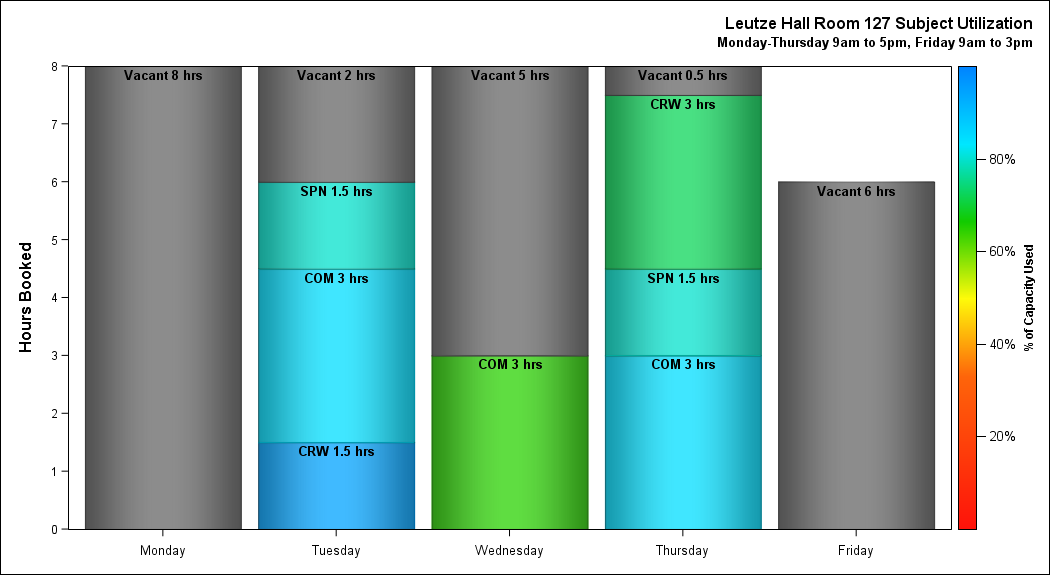 Leutze Hall Room 127 Subject Utilization
Monday-Thursday 9am to 5pm, Friday 9am to 3pm
Hours Booked
8
7
6
5
4
3
2
1
0
Vacant 8 hrs
Vacant 2 hrs
SPN 1.5 hrs
COM 3 hrs
CRW 1.5 hrs
Vacant 5 hrs
COM 3 hrs
Vacant 0.5 hrs
CRW 3 hrs
SPN 1.5 hrs
COM 3 hrs
Vacant 6 hrs
Monday
Tuesday
Wednesday
Thursday
Friday
80%
60%
40%
20%
% of Capacity Used